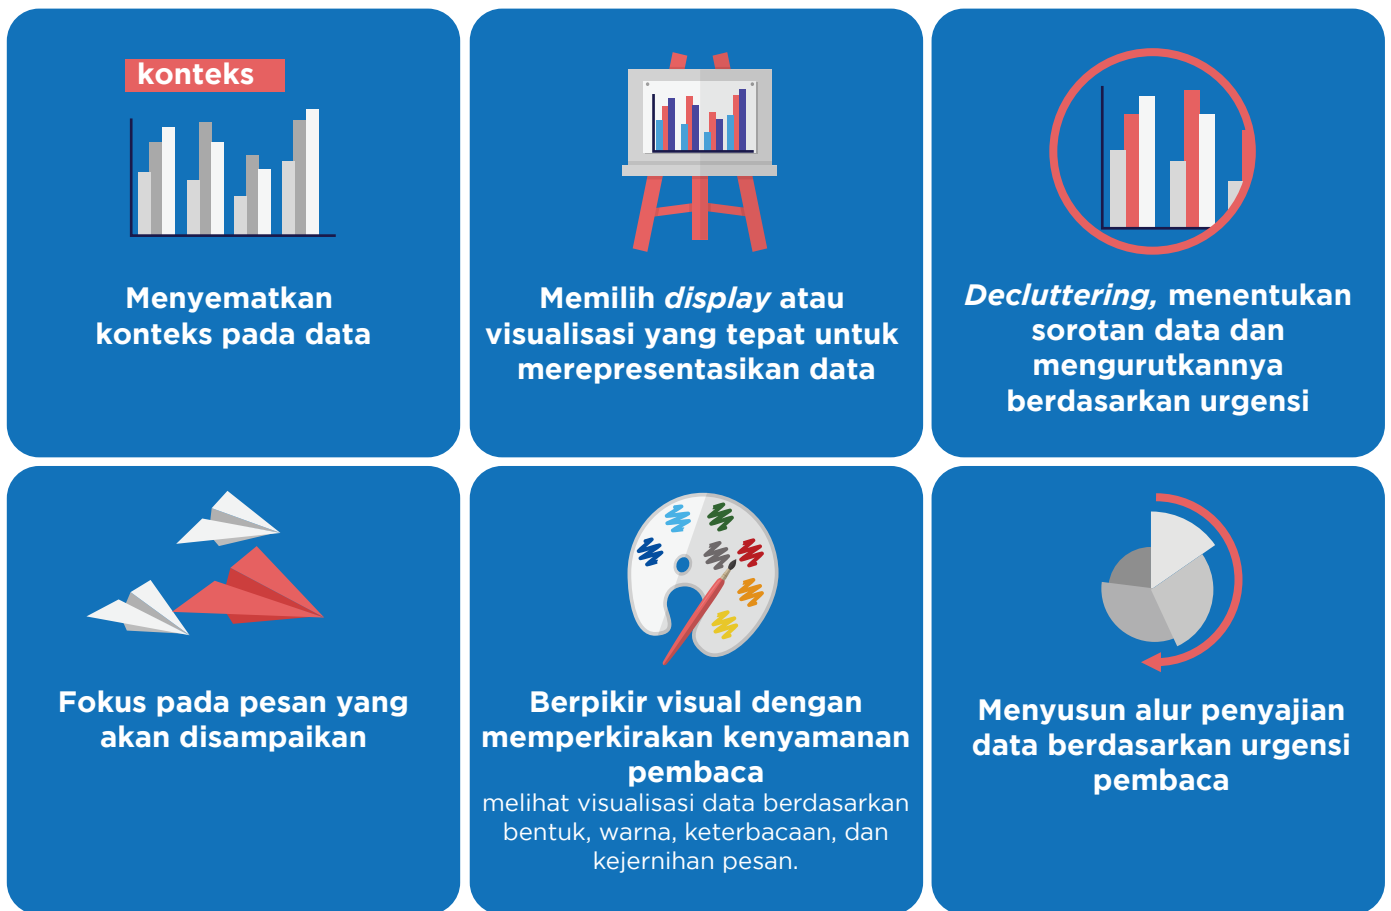 konteks
Menyematkan
konteks pada data
Memilih display atau
visualisasi yang tepat untuk
merepresentasikan data
Decluttering, menentukan
sorotan data dan
mengurutkannya
berdasarkan urgensi
Fokus pada pesan yang
akan disampaikan
Berpikir visual dengan
memperkirakan kenyamanan
pembaca
melihat visualisasi data berdasarkan
bentuk, warna, keterbacaan, dan
kejernihan pesan.
Menyusun alur penyajian
data berdasarkan urgensi
pembaca